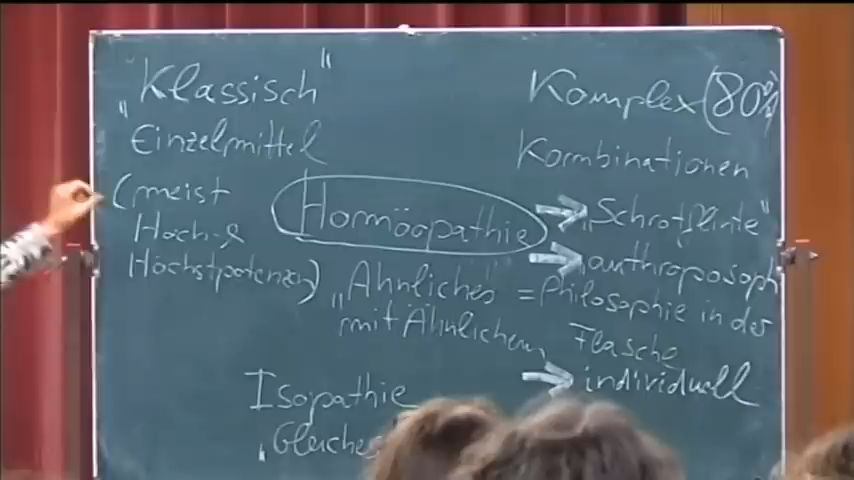 „Klassisch"
Einzelmittel
(meist
Hoch- &
Höchstpotenzen)
Homöopathie
„Ähnliches
mit Ähnlichem
Isopathie
„Gleiches
Komplex (80%
Kombinationen
⇒ „Schrotflinte"
⇒ anthroposoph
= Philosophie in der
Flasche
⇒ individuell